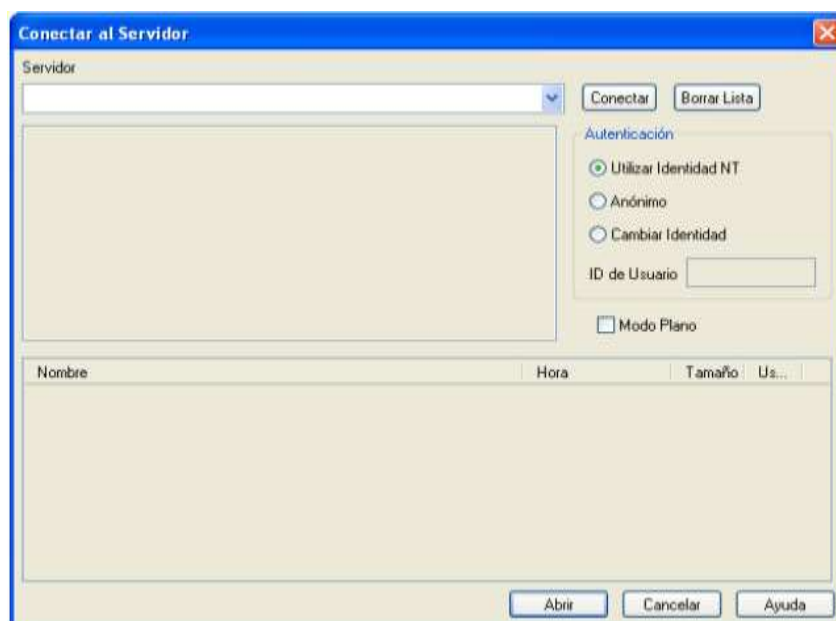 Conectar al Servidor
Servidor
Conectar
Borrar Lista
Autenticación
Utilizar Identidad NT
Anónimo
Cambiar Identidad
ID de Usuario
Modo Plano
Nombre Hora Tamaño Us...
Abrir Cancelar Ayuda